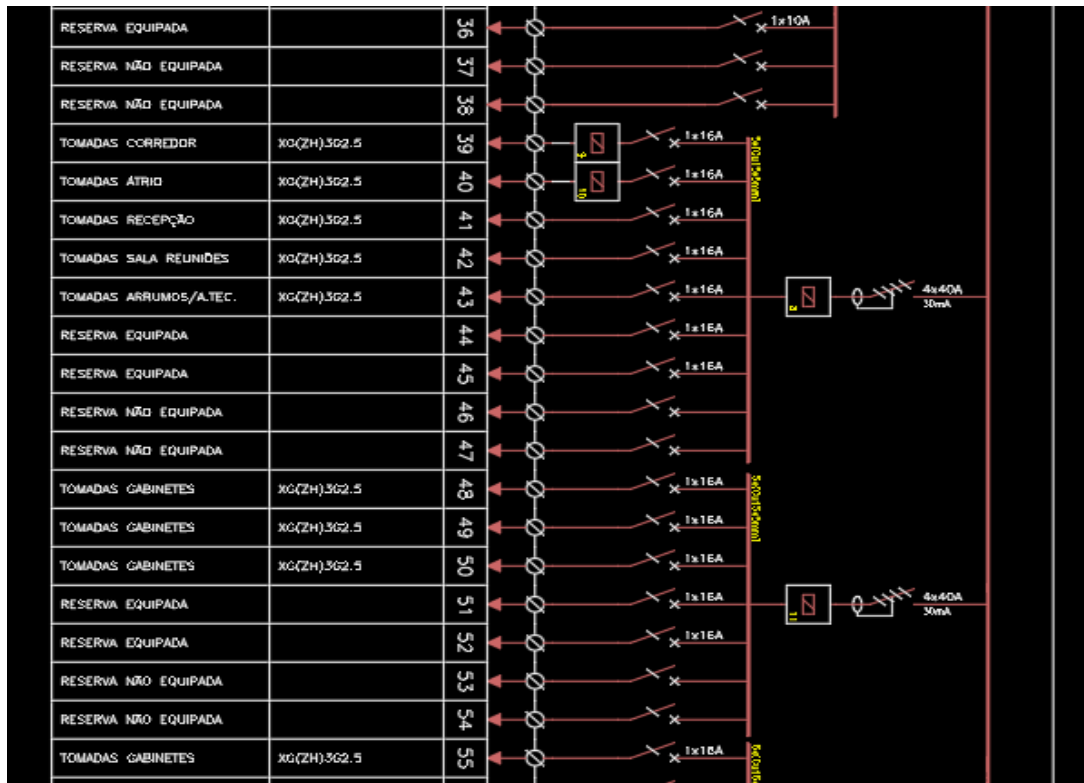 RESERVA EQUIPADA 36 1x10A
RESERVA NÃO EQUIPADA 37
RESERVA NÃO EQUIPADA 38
TOMADAS CORREDOR XG(ZH)3G2.5 39 9 1x16A
TOMADAS ÁTRIO XG(ZH)3G2.5 40 10 1x16A
TOMADAS RECEPÇÃO XG(ZH)3G2.5 41 1x16A
TOMADAS SALA REUNIÕES XG(ZH)3G2.5 42 1x16A
TOMADAS ARRUMOS/A.TEC. XG(ZH)3G2.5 43 1x16A 4x40A
30mA
RESERVA EQUIPADA 44 1x16A
RESERVA EQUIPADA 45 1x16A
RESERVA NÃO EQUIPADA 46
RESERVA NÃO EQUIPADA 47
TOMADAS GABINETES XG(ZH)3G2.5 48 1x16A
TOMADAS GABINETES XG(ZH)3G2.5 49 1x16A
TOMADAS GABINETES XG(ZH)3G2.5 50 1x16A
RESERVA EQUIPADA 51 1x16A 11 4x40A
30mA
RESERVA EQUIPADA 52 1x16A
RESERVA NÃO EQUIPADA 53
RESERVA NÃO EQUIPADA 54
TOMADAS GABINETES XG(ZH)3G2.5 55 1x16A